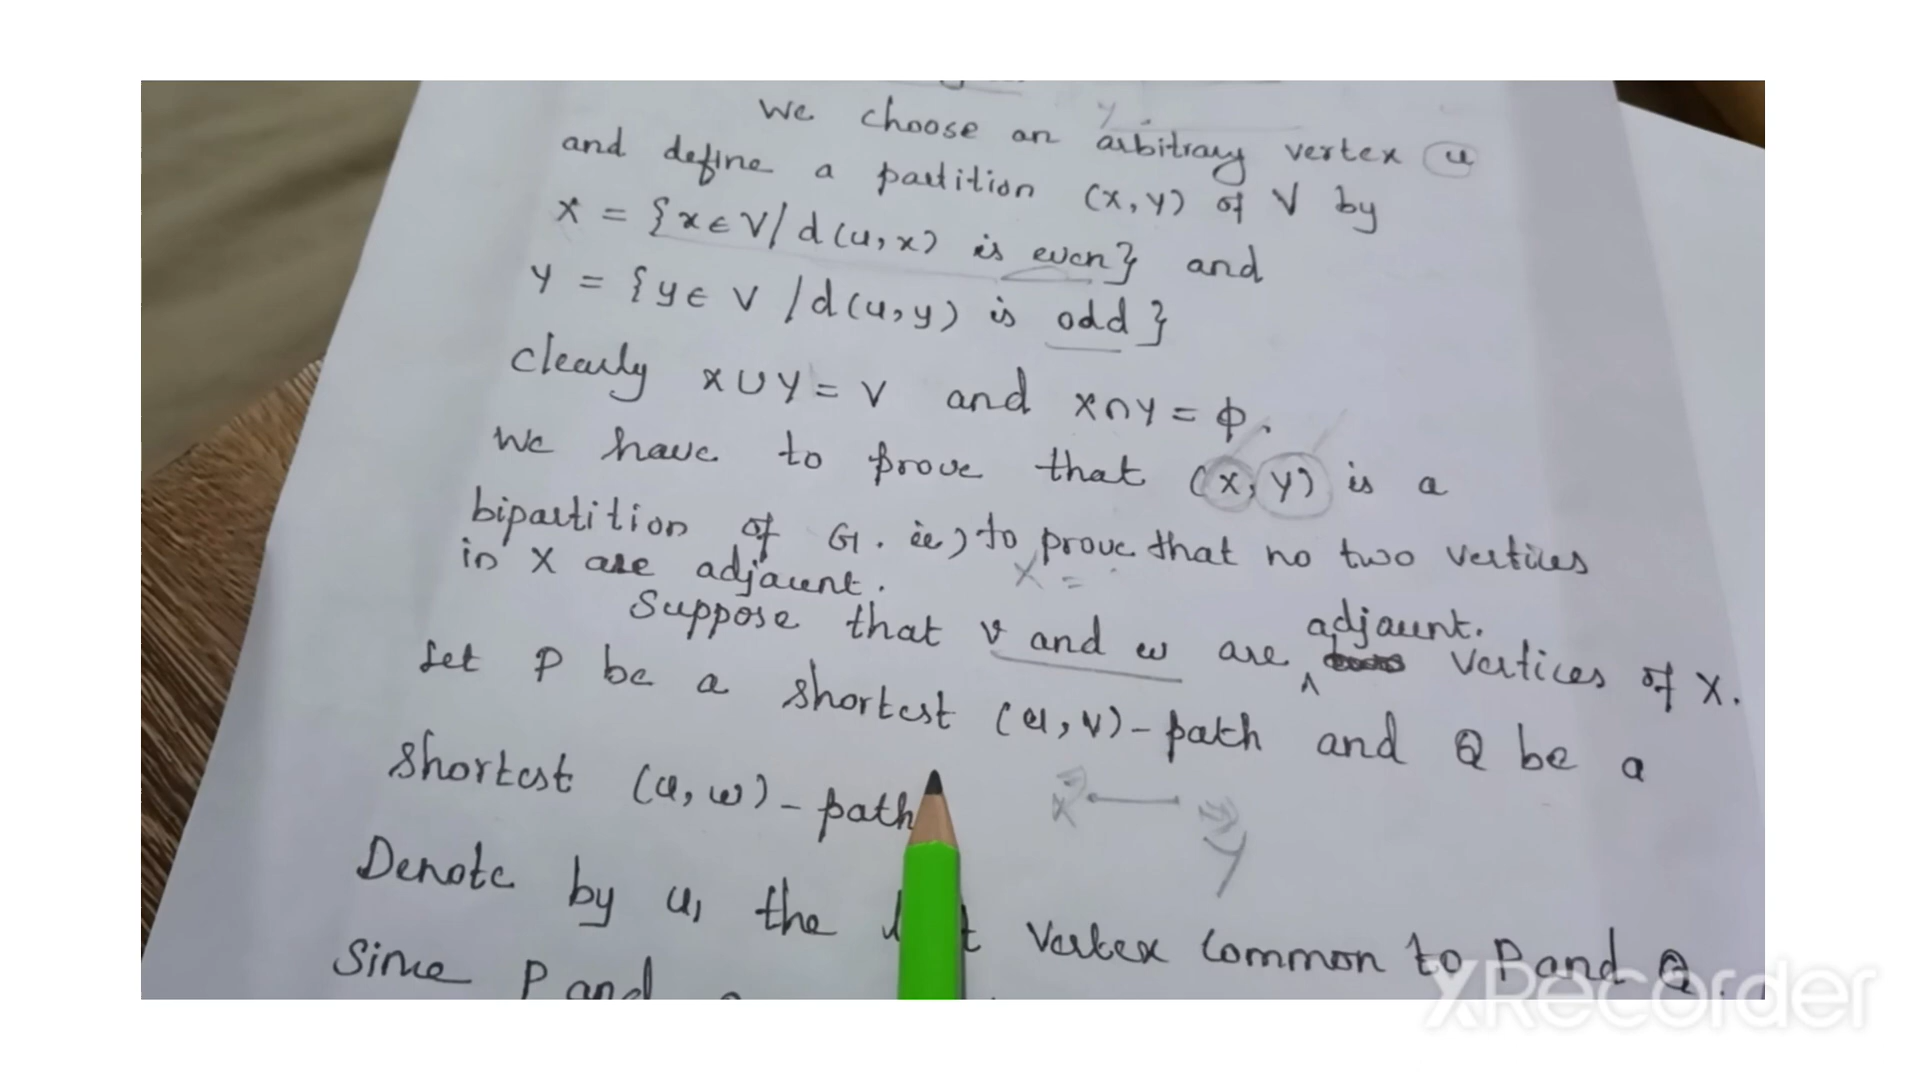 We choose an arbitrary vertex u
and define a partition (X, Y) of V by
X = {x ∈ V / d(u, x) is even} and
Y = {y ∈ V / d(u, y) is odd}
clearly X ∪ Y = V and X ∩ Y = ϕ.
We have to prove that (X, Y) is a
bipartition of G. ie) to prove that no two vertices
in X are adjacent.
X =
Suppose that v and w are adjacent. vertices of X.
Let P be a shortest (u, v) - path and Q be a
shortest (u, w) - path
x y
Denote by u₁ the vertex common to P and Q.
Since P and
XRecorder